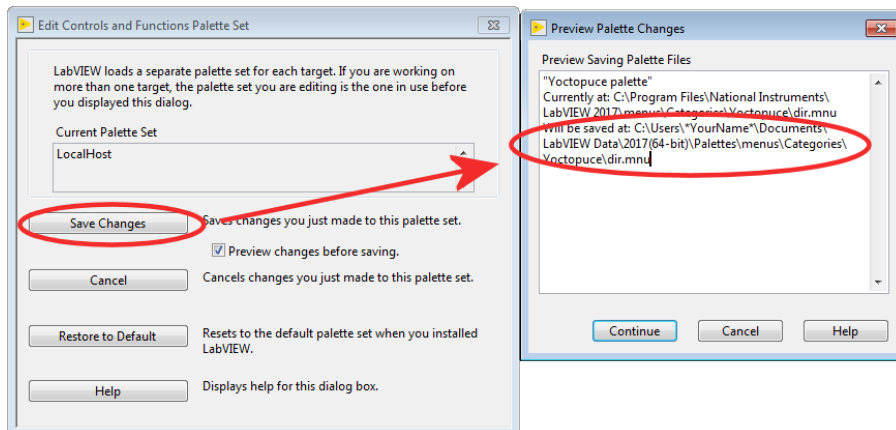 Edit Controls and Functions Palette Set
LabVIEW loads a separate palette set for each target. If you are working on
more than one target, the palette set you are editing is the one in use before
you displayed this dialog.
Current Palette Set
LocalHost
Save Changes
Saves changes you just made to this palette set.
Preview changes before saving.
Cancel
Cancels changes you just made to this palette set.
Restore to Default
Resets to the default palette set when you installed
LabVIEW.
Help
Displays help for this dialog box.
Preview Palette Changes
Preview Saving Palette Files
"Yoctopuce palette"
Currently at: C:\Program Files\National Instruments\
LabVIEW 2017\menus\Categories\Yoctopuce\dir.mnu
Will be saved at: C:\Users\*YourName*\Documents\
LabVIEW Data\2017(64-bit)\Palettes\menus\Categories\
Yoctopuce\dir.mnu
Continue
Cancel
Help